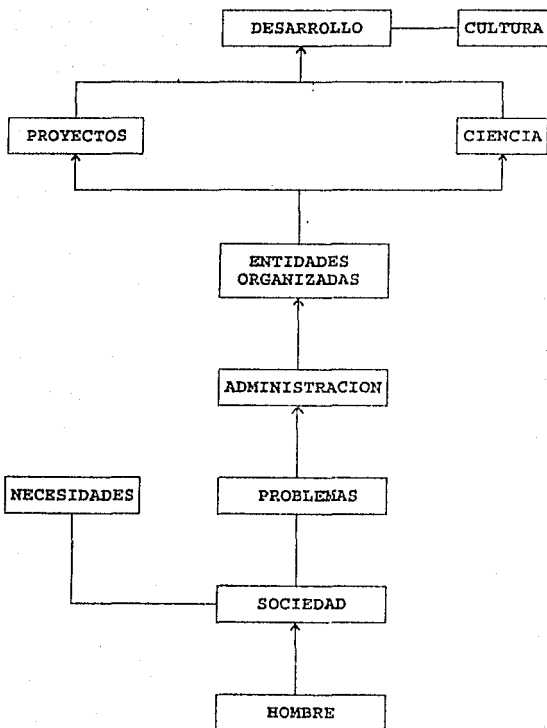 DESARROLLO
CULTURA
PROYECTOS
CIENCIA
ENTIDADES
ORGANIZADAS
ADMINISTRACION
NECESIDADES
PROBLEMAS
SOCIEDAD
HOMBRE